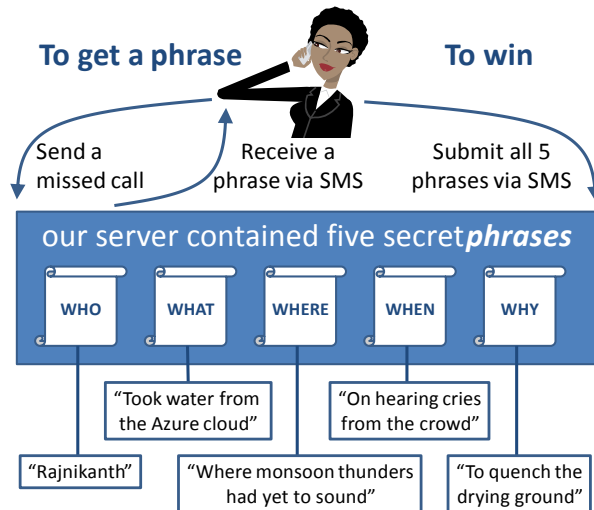 To get a phrase
To win
Send a
missed call
Receive a
phrase via SMS
Submit all 5
phrases via SMS
our server contained five secret phrases
WHO
WHAT
WHERE
WHEN
WHY
“Took water from
the Azure cloud”
“On hearing cries
from the crowd”
“Rajnikanth”
“Where monsoon thunders
had yet to sound”
“To quench the
drying ground”